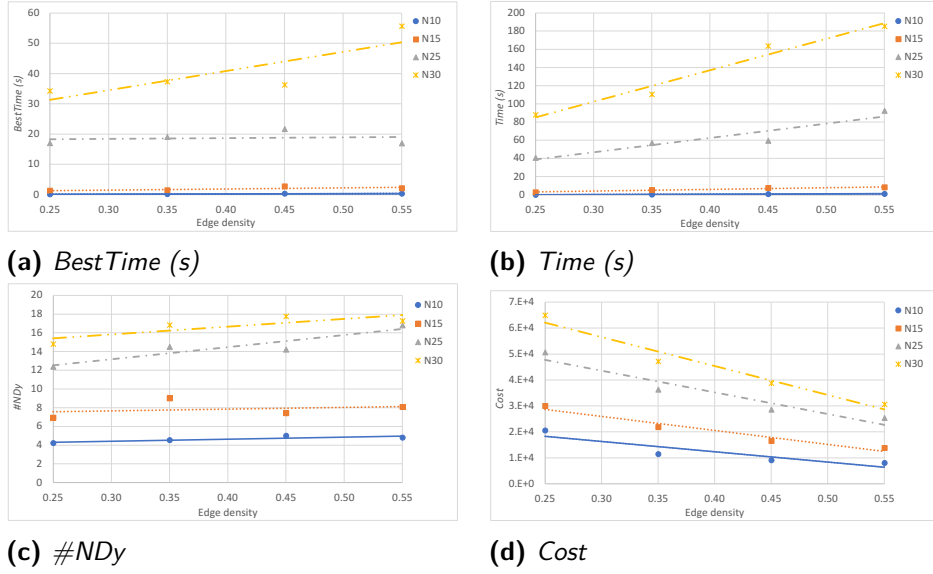 60
50
40
30
20
10
0
BestTime (s)
0.25 0.30 0.35 0.40 0.45 0.50 0.55
Edge density
N10
N15
N25
N30
(a) BestTime (s)
200
180
160
140
120
100
80
60
40
20
0
Time (s)
0.25 0.30 0.35 0.40 0.45 0.50 0.55
Edge density
N10
N15
N25
N30
(b) Time (s)
20
18
16
14
12
10
8
6
4
2
0
#NDy
0.25 0.30 0.35 0.40 0.45 0.50 0.55
Edge density
N10
N15
N25
N30
(c) #NDy
7.E+4
6.E+4
5.E+4
4.E+4
3.E+4
2.E+4
1.E+4
0.E+0
Cost
0.25 0.30 0.35 0.40 0.45 0.50 0.55
Edge density
N10
N15
N25
N30
(d) Cost